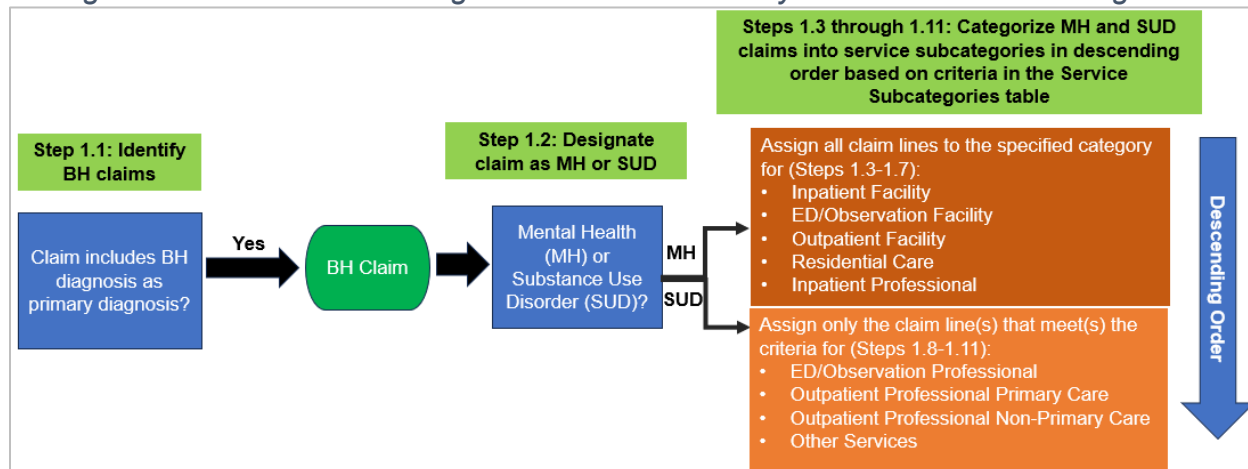 Steps 1.3 through 1.11: Categorize MH and SUD
claims into service subcategories in descending
order based on criteria in the Service
Subcategories table
Step 1.1: Identify
BH claims
Step 1.2: Designate
claim as MH or SUD
Claim includes BH
diagnosis as
primary diagnosis?
Yes
BH Claim
Mental Health
(MH) or
Substance Use
Disorder (SUD)?
MH
SUD
Assign all claim lines to the specified category
for (Steps 1.3-1.7):
• Inpatient Facility
• ED/Observation Facility
• Outpatient Facility
• Residential Care
• Inpatient Professional
Assign only the claim line(s) that meet(s) the
criteria for (Steps 1.8-1.11):
• ED/Observation Professional
• Outpatient Professional Primary Care
• Outpatient Professional Non-Primary Care
• Other Services
Descending Order